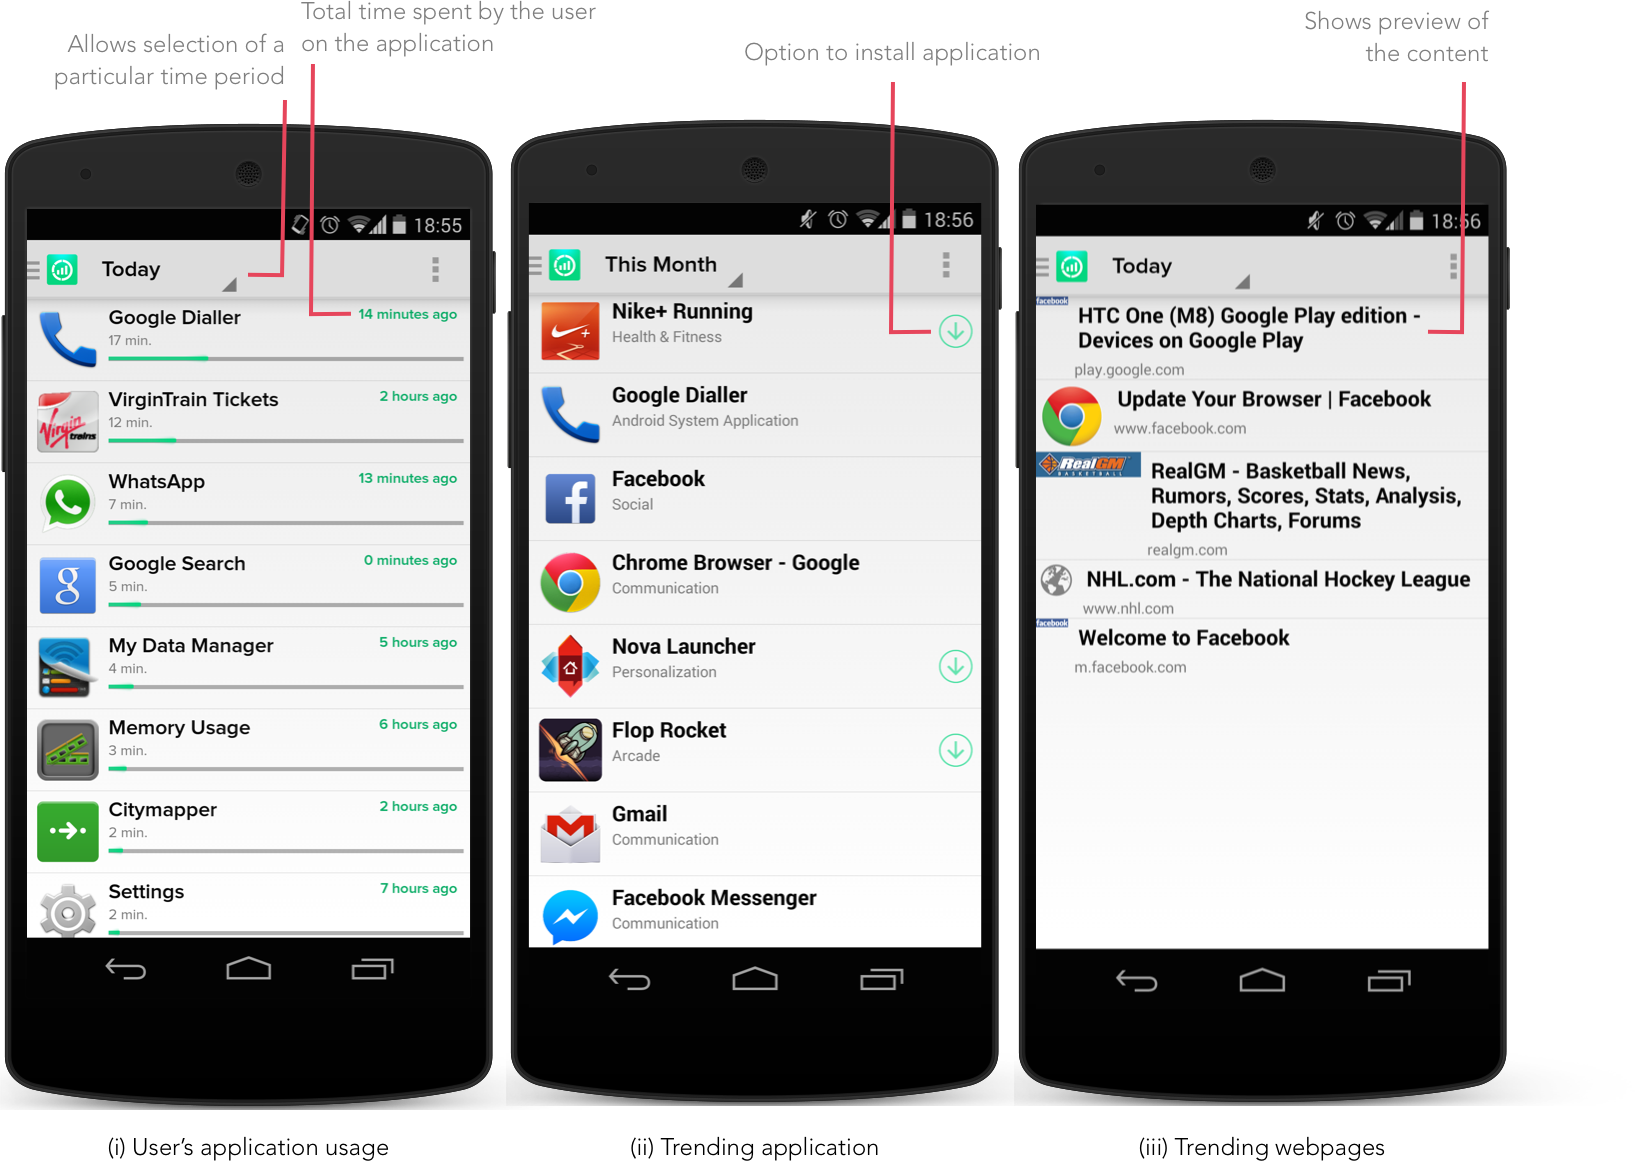 Total time spent by the user
on the application
Allows selection of a
particular time period
Option to install application
Shows preview of
the content
18:55
Today
Google Dialler
14 minutes ago
17 min.
VirginTrain Tickets
2 hours ago
12 min.
Virgin
trains
WhatsApp
13 minutes ago
7 min.
Google Search
0 minutes ago
5 min.
g
My Data Manager
5 hours ago
4 min.
Memory Usage
6 hours ago
3 min.
Citymapper
2 hours ago
2 min.
Settings
7 hours ago
2 min.
(i) User’s application usage
18:56
This Month
Nike+ Running
Health & Fitness
Google Dialler
Android System Application
Facebook
Social
f
Chrome Browser - Google
Communication
Nova Launcher
Personalization
Flop Rocket
Arcade
Gmail
Communication
Facebook Messenger
Communication
(ii) Trending application
18:56
Today
facebook
HTC One (M8) Google Play edition -
Devices on Google Play
play.google.com
Update Your Browser | Facebook
www.facebook.com
RealGM
BASKETBALL
RealGM - Basketball News,
Rumors, Scores, Stats, Analysis,
Depth Charts, Forums
realgm.com
NHL.com - The National Hockey League
www.nhl.com
facebook
Welcome to Facebook
m.facebook.com
(iii) Trending webpages